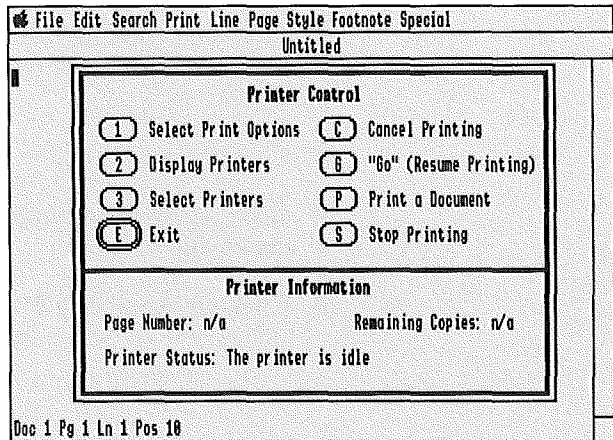 File Edit Search Print Line Page Style Footnote Special
Untitled
Printer Control
1 Select Print Options C Cancel Printing
2 Display Printers G "Go" (Resume Printing)
3 Select Printers P Print a Document
E Exit S Stop Printing
Printer Information
Page Number: n/a Remaining Copies: n/a
Printer Status: The printer is idle
Doc 1 Pg 1 Ln 1 Pos 10